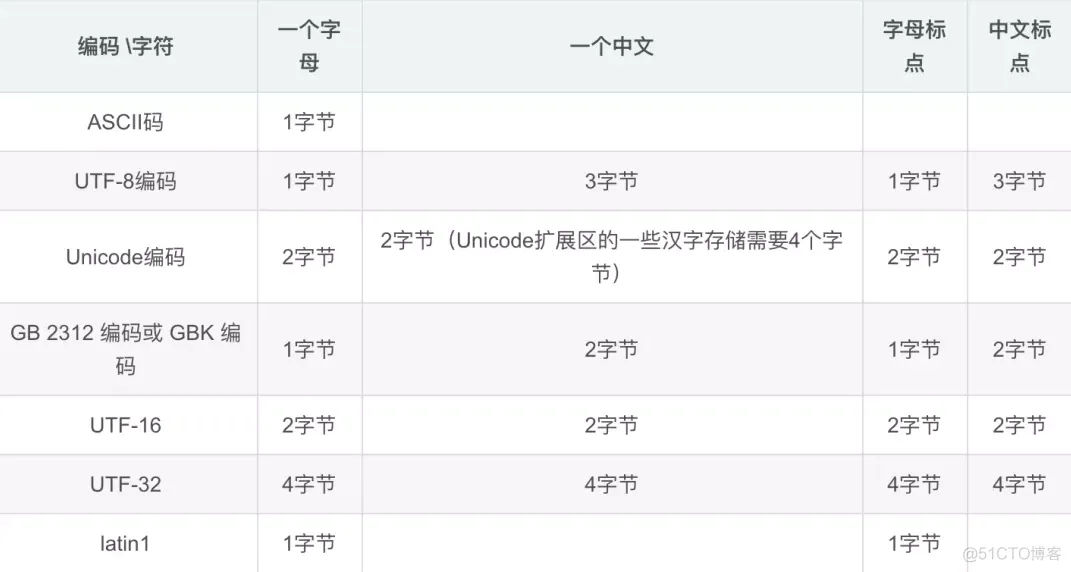 编码 \字符 一个字母 一个中文 字母标点 中文标点
ASCII码 1字节
UTF-8编码 1字节 3字节 1字节 3字节
Unicode编码 2字节 2字节（Unicode扩展区的一些汉字存储需要4个字节） 2字节 2字节
GB 2312 编码或 GBK 编码 1字节 2字节 1字节 2字节
UTF-16 2字节 2字节 2字节 2字节
UTF-32 4字节 4字节 4字节 4字节
latin1 1字节 1字节
@51CTO博客